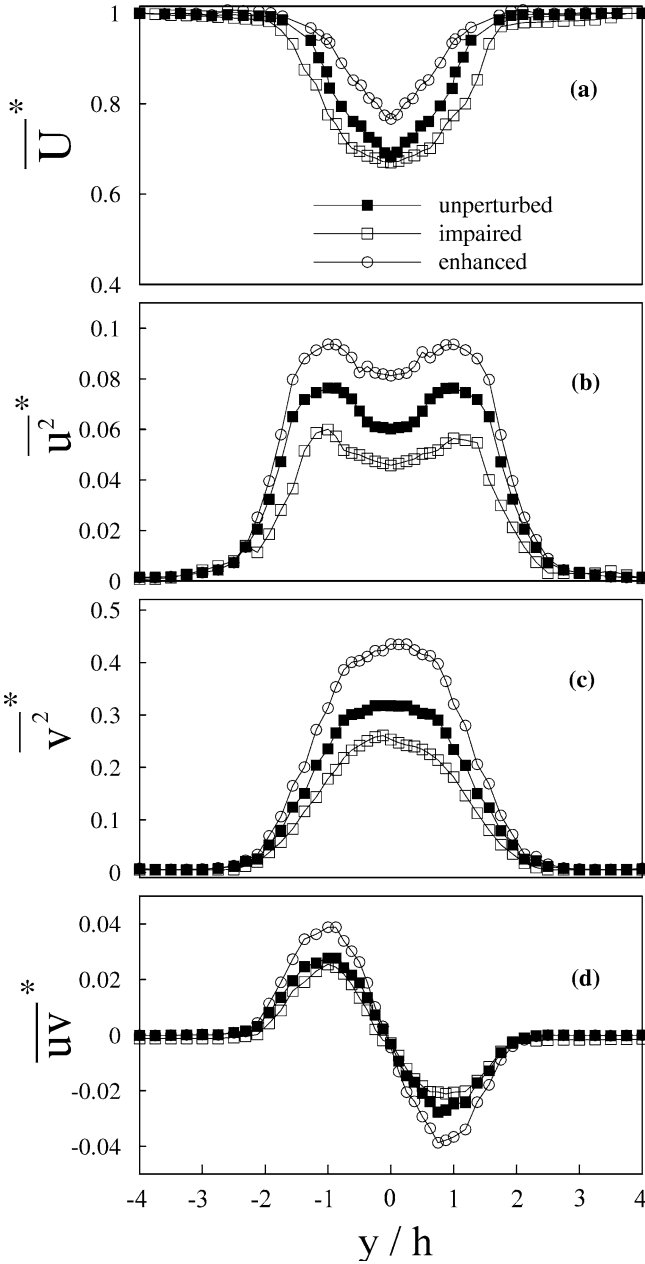 1
0.8
0.6
0.4
U*
(a)
unperturbed
impaired
enhanced
0.1
0.08
0.06
0.04
0.02
0
u²*
(b)
0.5
0.4
0.3
0.2
0.1
0
v²*
(c)
0.04
0.02
0
-0.02
-0.04
uv*
(d)
-4 -3 -2 -1 0 1 2 3 4
y / h